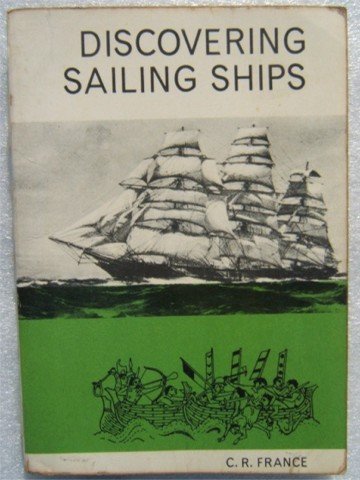 DISCOVERING
SAILING SHIPS
C. R. FRANCE